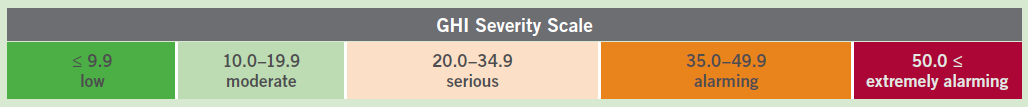 GHI Severity Scale
≤ 9.9
low
10.0–19.9
moderate
20.0–34.9
serious
35.0–49.9
alarming
50.0 ≤
extremely alarming